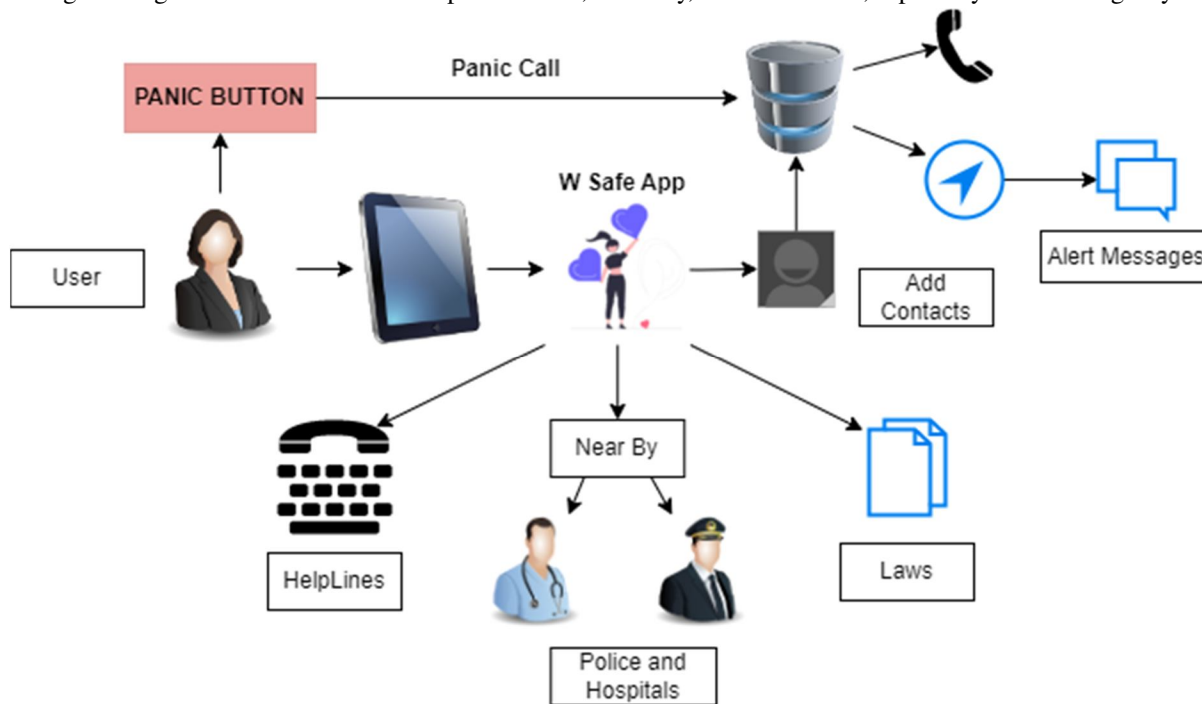 Panic Call
PANIC BUTTON
W Safe App
User
Add
Contacts
Alert Messages
Near By
HelpLines
Laws
Police and
Hospitals